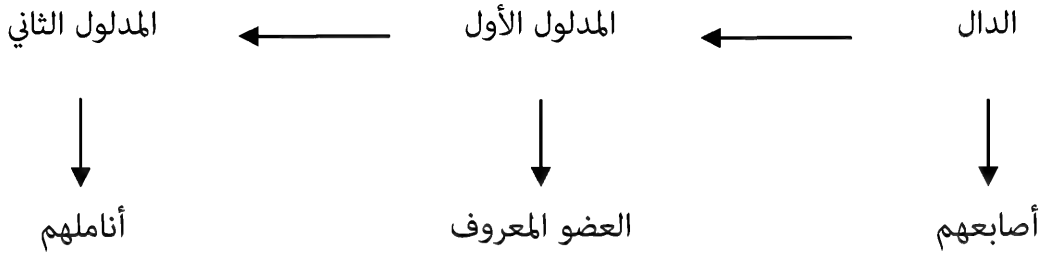 الدال المدلول الأول المدلول الثاني
أصابعهم العضو المعروف أناملهم